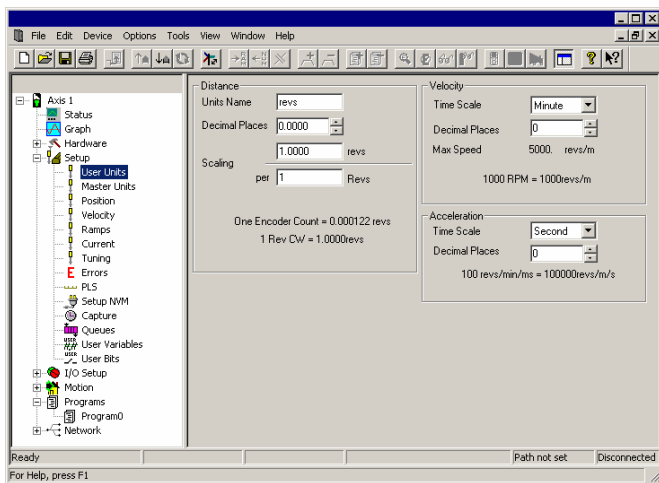 File Edit Device Options Tools View Window Help
Axis 1
Status
Graph
Hardware
Setup
User Units
Master Units
Position
Velocity
Ramps
Current
Tuning
E Errors
PLS
Setup NVM
Capture
Queues
User Variables
User Bits
I/O Setup
Motion
Programs
Program0
Network
Distance
Units Name revs
Decimal Places 0.0000
Scaling
1.0000 revs
per 1 Revs
One Encoder Count = 0.000122 revs
1 Rev CW = 1.0000revs
Velocity
Time Scale Minute
Decimal Places 0
Max Speed 5000. revs/m
1000 RPM = 1000revs/m
Acceleration
Time Scale Second
Decimal Places 0
100 revs/min/ms = 100000revs/m/s
Ready Path not set Disconnected
For Help, press F1